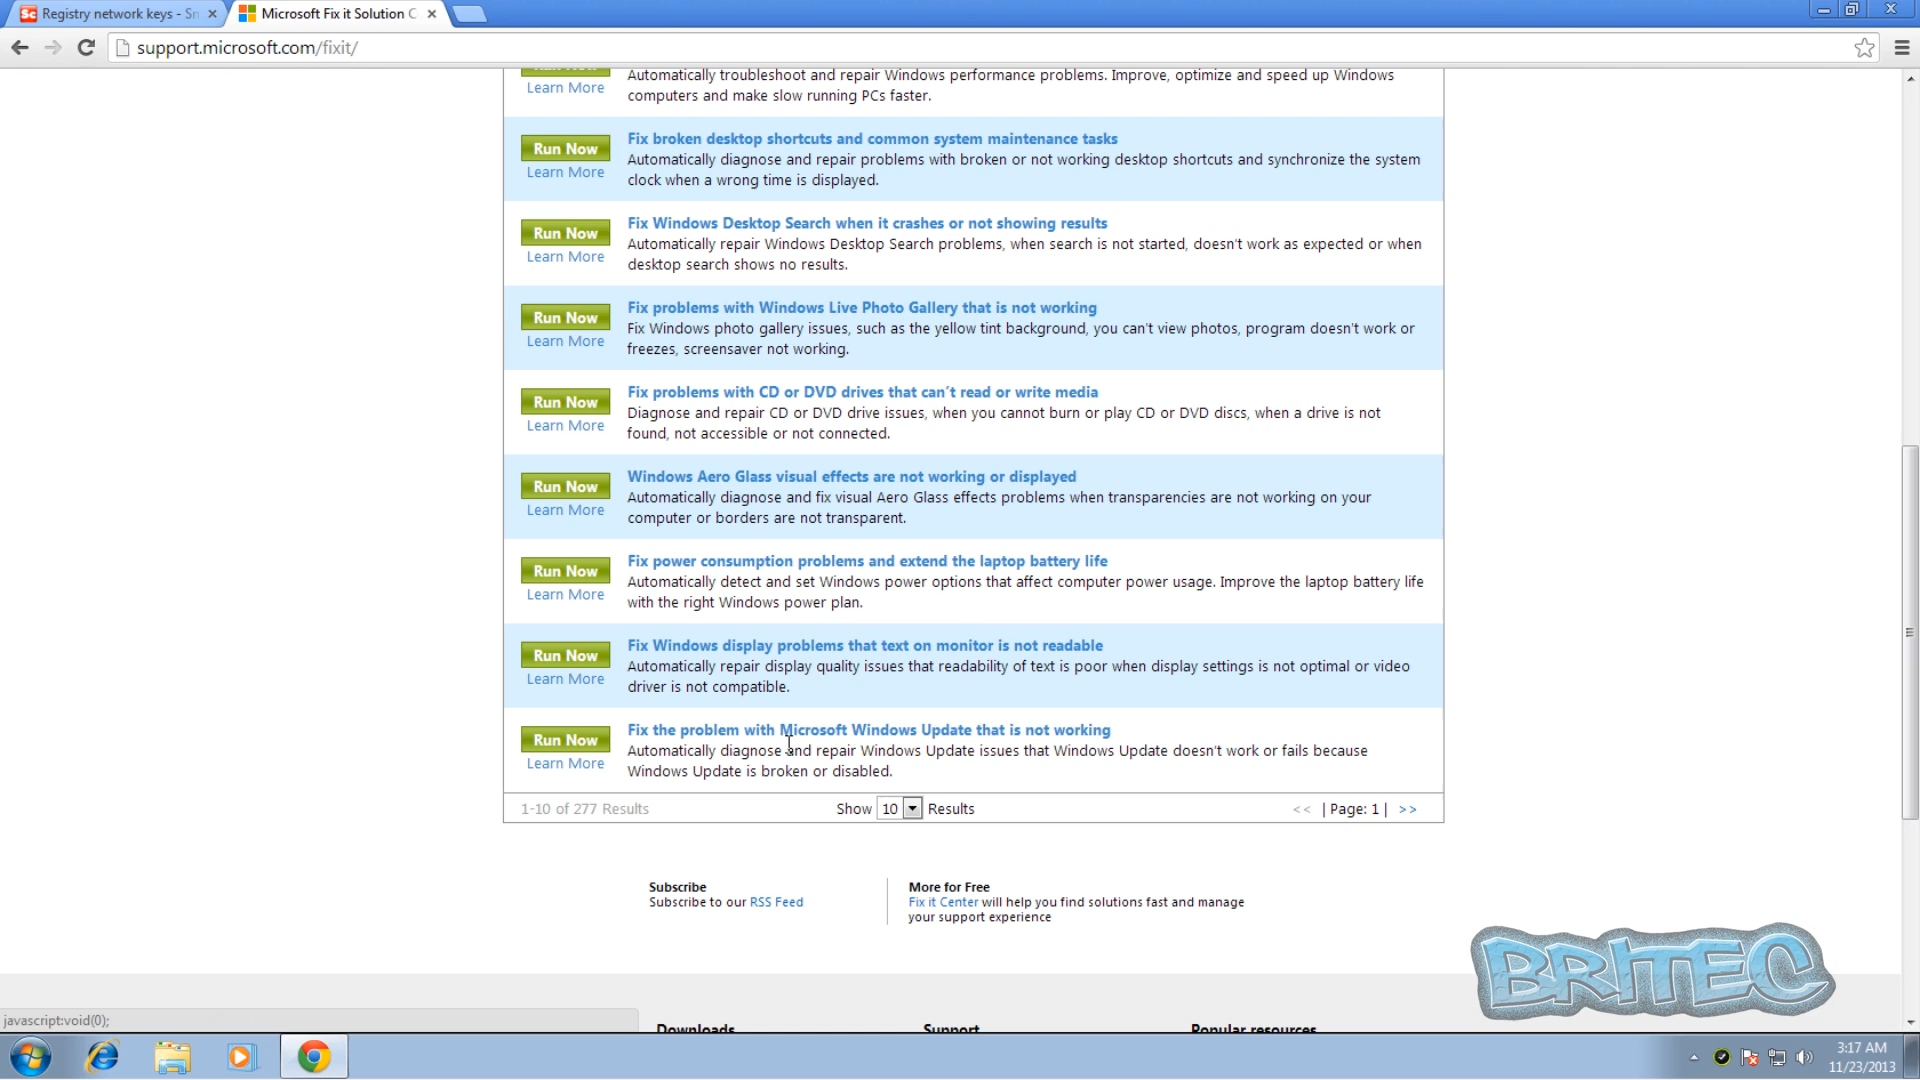 Registry network keys - Sn
Microsoft Fix it Solution C
support.microsoft.com/fixit/
Automatically troubleshoot and repair Windows performance problems. Improve, optimize and speed up Windows
Learn More
computers and make slow running PCs faster.
Fix broken desktop shortcuts and common system maintenance tasks
Run Now
Automatically diagnose and repair problems with broken or not working desktop shortcuts and synchronize the system
Learn More
clock when a wrong time is displayed.
Fix Windows Desktop Search when it crashes or not showing results
Run Now
Automatically repair Windows Desktop Search problems, when search is not started, doesn't work as expected or when
Learn More
desktop search shows no results.
Fix problems with Windows Live Photo Gallery that is not working
Run Now
Fix Windows photo gallery issues, such as the yellow tint background, you can't view photos, program doesn't work or
Learn More
freezes, screensaver not working.
Fix problems with CD or DVD drives that can't read or write media
Run Now
Diagnose and repair CD or DVD drive issues, when you cannot burn or play CD or DVD discs, when a drive is not
Learn More
found, not accessible or not connected.
Windows Aero Glass visual effects are not working or displayed
Run Now
Automatically diagnose and fix visual Aero Glass effects problems when transparencies are not working on your
Learn More
computer or borders are not transparent.
Fix power consumption problems and extend the laptop battery life
Run Now
Automatically detect and set Windows power options that affect computer power usage. Improve the laptop battery life
Learn More
with the right Windows power plan.
Fix Windows display problems that text on monitor is not readable
Run Now
Automatically repair display quality issues that readability of text is poor when display settings is not optimal or video
Learn More
driver is not compatible.
Fix the problem with Microsoft Windows Update that is not working
Run Now
Automatically diagnose and repair Windows Update issues that Windows Update doesn't work or fails because
Learn More
Windows Update is broken or disabled.
1-10 of 277 Results Show 10 Results << | Page: 1 | >>
Subscribe
Subscribe to our RSS Feed
More for Free
Fix it Center will help you find solutions fast and manage
your support experience
BRITEC
javascript:void(0);
Downloads Support Popular resources
3:17 AM
11/23/2013